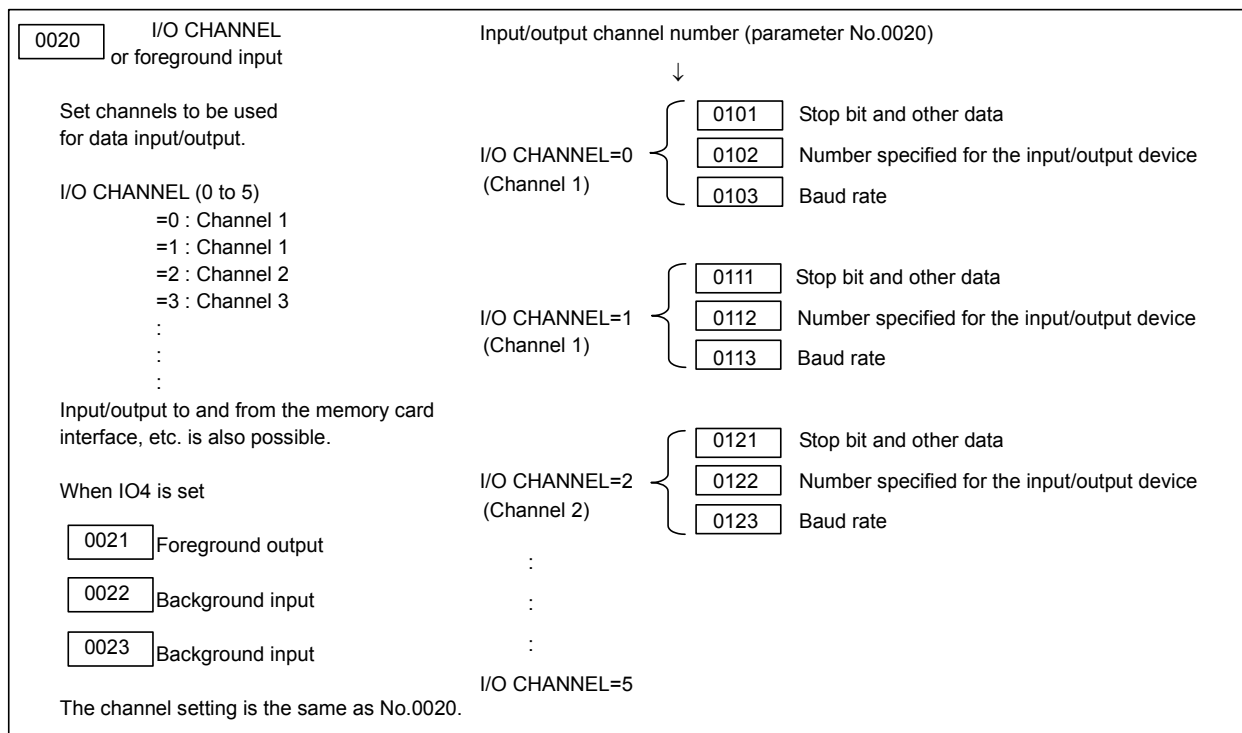 0020 I/O CHANNEL
or foreground input
Set channels to be used
for data input/output.
I/O CHANNEL (0 to 5)
=0 : Channel 1
=1 : Channel 1
=2 : Channel 2
=3 : Channel 3
:
:
:
Input/output to and from the memory card
interface, etc. is also possible.
When IO4 is set
0021 Foreground output
0022 Background input
0023 Background input
The channel setting is the same as No.0020.
Input/output channel number (parameter No.0020)
↓
I/O CHANNEL=0
(Channel 1)
0101 Stop bit and other data
0102 Number specified for the input/output device
0103 Baud rate
I/O CHANNEL=1
(Channel 1)
0111 Stop bit and other data
0112 Number specified for the input/output device
0113 Baud rate
I/O CHANNEL=2
(Channel 2)
0121 Stop bit and other data
0122 Number specified for the input/output device
0123 Baud rate
:
:
:
I/O CHANNEL=5